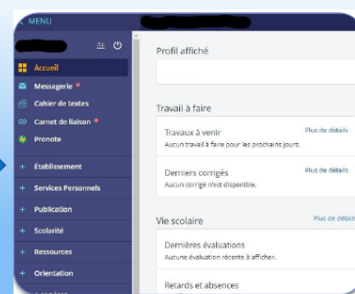 MENU
Accueil
Messagerie
Cahier de textes
Carnet de liaison
Pronote
+ Établissement
+ Services Personnels
+ Publication
+ Scolarité
+ Ressources
+ Orientation
Profil affiché
Travail à faire
Travaux à venir
Plus de détails
Aucun travail à faire pour les prochains jours.
Derniers corrigés
Plus de détails
Aucun corrigé n'est disponible.
Vie scolaire
Plus de détails
Dernières évaluations
Aucune évaluation récente à afficher.
Retards et absences